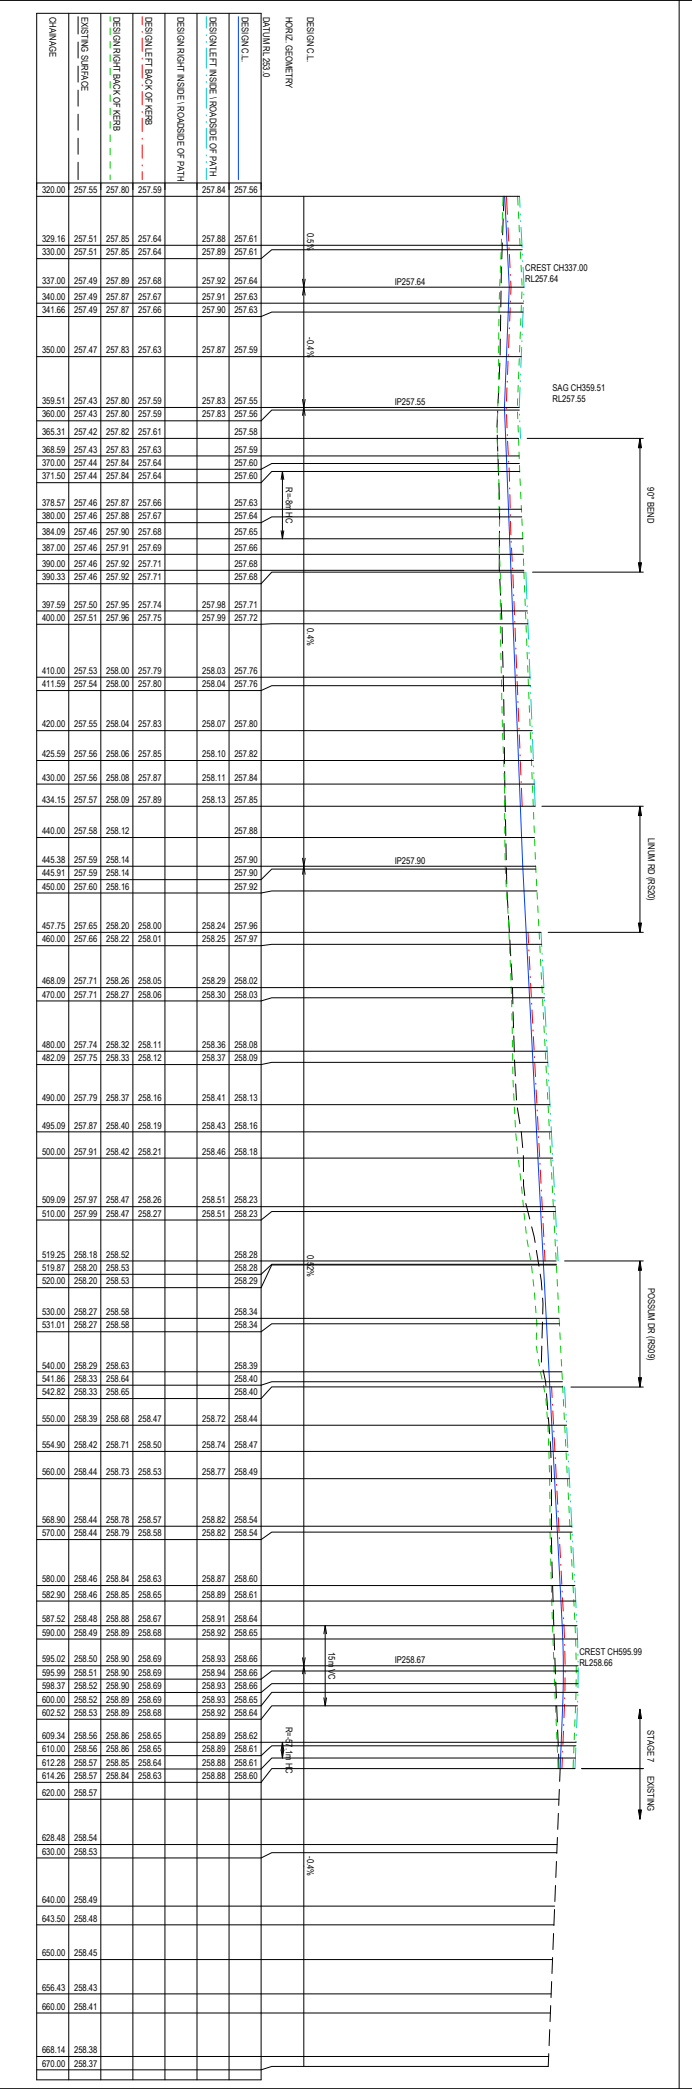 DESIGN C.L.
HORIZ. GEOMETRY
DATUM RL 253.0
DESIGN C.L.
DESIGN LEFT INSIDE \ ROADSIDE OF PATH
DESIGN RIGHT INSIDE \ ROADSIDE OF PATH
DESIGN LEFT BACK OF KERB
DESIGN RIGHT BACK OF KERB
EXISTING SURFACE
CHAINAGE
320.00 257.55 257.80 257.59 257.84 257.56
329.16 257.51 257.85 257.64 257.88 257.61
330.00 257.51 257.85 257.64 257.89 257.61
337.00 257.49 257.89 257.68 257.92 257.64
340.00 257.49 257.87 257.67 257.91 257.63
341.66 257.49 257.87 257.66 257.90 257.63
350.00 257.47 257.83 257.63 257.87 257.59
359.51 257.43 257.80 257.59 257.83 257.55
360.00 257.43 257.80 257.59 257.83 257.56
365.31 257.42 257.82 257.61 257.58
368.59 257.43 257.83 257.63 257.59
370.00 257.44 257.84 257.64 257.60
371.50 257.44 257.84 257.64 257.60
378.57 257.46 257.87 257.66 257.63
380.00 257.46 257.88 257.67 257.64
384.09 257.46 257.90 257.68 257.65
387.00 257.46 257.91 257.69 257.66
390.00 257.46 257.92 257.71 257.68
390.33 257.46 257.92 257.71 257.68
397.59 257.50 257.95 257.74 257.98 257.71
400.00 257.51 257.96 257.75 257.99 257.72
410.00 257.53 258.00 257.79 258.03 257.76
411.59 257.54 258.00 257.80 258.04 257.76
420.00 257.55 258.04 257.83 258.07 257.80
425.59 257.56 258.06 257.85 258.10 257.82
430.00 257.56 258.08 257.87 258.11 257.84
434.15 257.57 258.09 257.89 258.13 257.85
440.00 257.58 258.12 257.88
445.38 257.59 258.14 257.90
445.91 257.59 258.14 257.90
450.00 257.60 258.16 257.92
457.75 257.65 258.20 258.00 258.24 257.96
460.00 257.66 258.22 258.01 258.25 257.97
468.09 257.71 258.26 258.05 258.29 258.02
470.00 257.71 258.27 258.06 258.30 258.03
480.00 257.74 258.32 258.11 258.36 258.08
482.09 257.75 258.33 258.12 258.37 258.09
490.00 257.79 258.37 258.16 258.41 258.13
495.09 257.87 258.40 258.19 258.43 258.16
500.00 257.91 258.42 258.21 258.46 258.18
509.09 257.97 258.47 258.26 258.51 258.23
510.00 257.99 258.47 258.27 258.51 258.23
519.25 258.18 258.52 258.28
519.87 258.20 258.53 258.28
520.00 258.20 258.53 258.29
530.00 258.27 258.58 258.34
531.01 258.27 258.58 258.34
540.00 258.29 258.63 258.39
541.86 258.33 258.64 258.40
542.82 258.33 258.65 258.40
550.00 258.39 258.68 258.47 258.72 258.44
554.90 258.42 258.71 258.50 258.74 258.47
560.00 258.44 258.73 258.53 258.77 258.49
568.90 258.44 258.78 258.57 258.82 258.54
570.00 258.44 258.79 258.58 258.82 258.54
580.00 258.46 258.84 258.63 258.87 258.60
582.90 258.46 258.85 258.65 258.89 258.61
587.52 258.48 258.88 258.67 258.91 258.64
590.00 258.49 258.89 258.68 258.92 258.65
595.02 258.50 258.90 258.69 258.93 258.66
595.99 258.51 258.90 258.69 258.94 258.66
598.37 258.52 258.90 258.69 258.93 258.66
600.00 258.52 258.89 258.69 258.93 258.65
602.52 258.53 258.89 258.68 258.92 258.64
609.34 258.56 258.86 258.65 258.89 258.62
610.00 258.56 258.86 258.65 258.89 258.61
612.28 258.57 258.85 258.64 258.88 258.61
614.26 258.57 258.84 258.63 258.88 258.60
620.00 258.57
628.48 258.54
630.00 258.53
640.00 258.49
643.50 258.48
650.00 258.45
656.43 258.43
660.00 258.41
668.14 258.38
670.00 258.37
0.5%
IP257.64
-0.4%
IP257.55
R=-8m HC
0.4%
IP257.90
0.52%
15m VC
IP258.67
R=-57.1m HC
-0.4%
CREST CH337.00
RL257.64
SAG CH359.51
RL257.55
90° BEND
LINUM RD (RS20)
POSSUM DR (RS09)
CREST CH595.99
RL258.66
STAGE 7
EXISTING